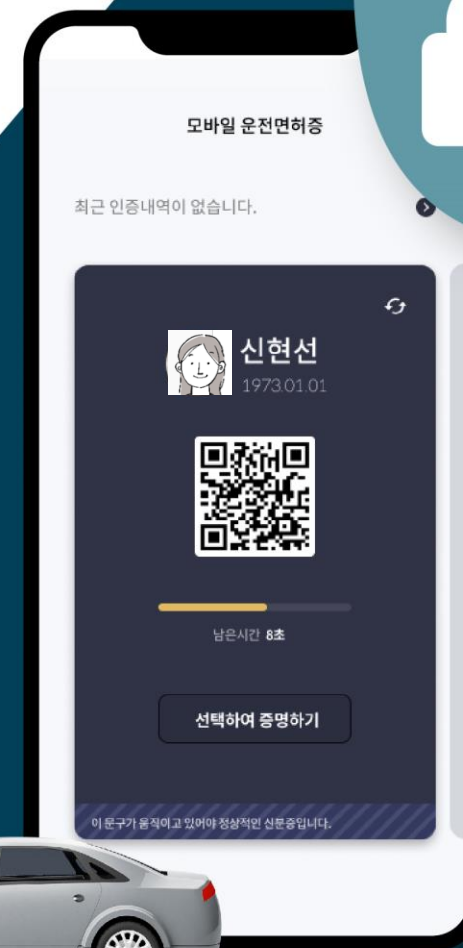 모바일 운전면허증
최근 인증내역이 없습니다.
신현선
1973.01.01
남은시간 8초
선택하여 증명하기
이 문구가 움직이고 있어야 정상적인 신분증입니다.